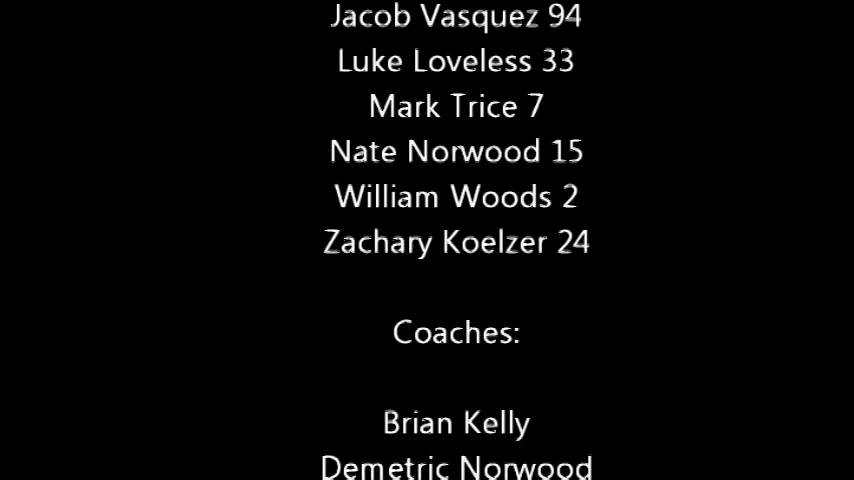 Jacob Vasquez 94
Luke Loveless 33
Mark Trice 7
Nate Norwood 15
William Woods 2
Zachary Koelzer 24
Coaches:
Brian Kelly
Demetric Norwood